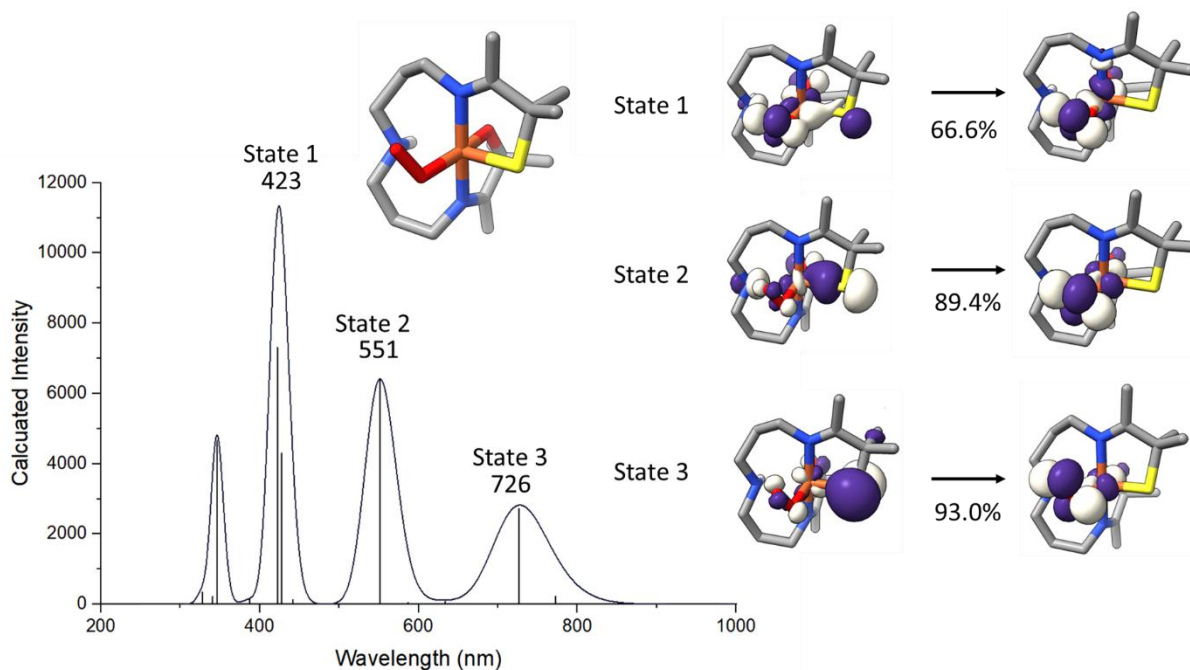 State 1
66.6%
State 2
89.4%
State 3
93.0%
State 1
423
State 2
551
State 3
726
12000
10000
8000
6000
4000
2000
0
Calcuated Intensity
200
400
600
800
1000
Wavelength (nm)